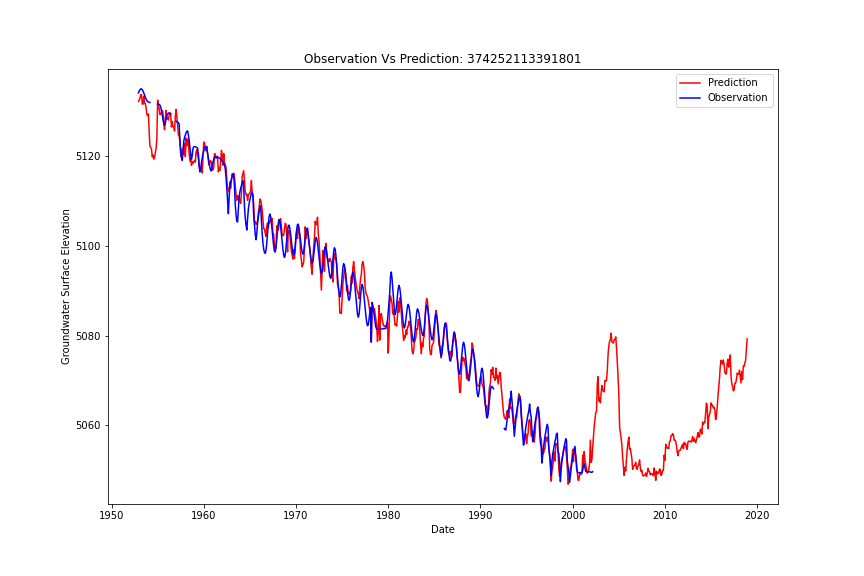 Observation Vs Prediction: 374252113391801
Prediction
Observation
Groundwater Surface Elevation
5120
5100
5080
5060
1950 1960 1970 1980 1990 2000 2010 2020
Date